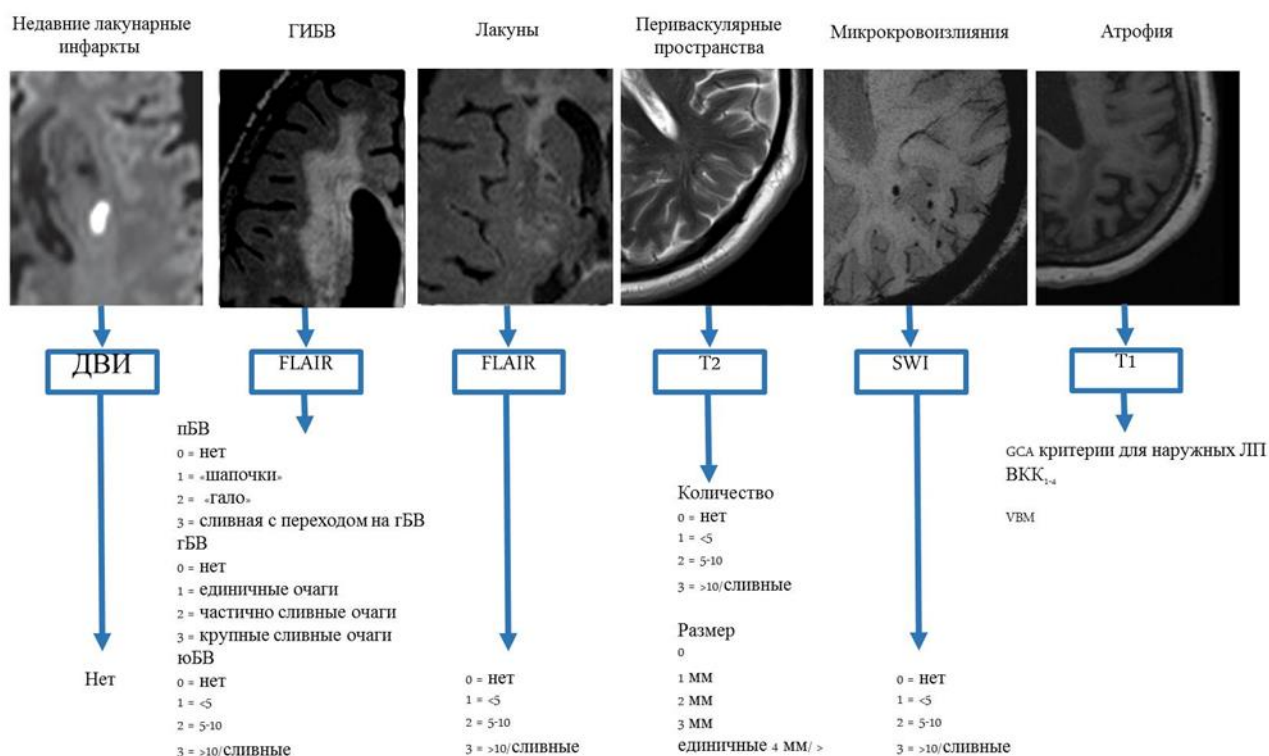 Недавние лакунарные
инфаркты
ГИБВ
Лакуны
Периваскулярные
пространства
Микрокровоизлияния
Атрофия
ДВИ
FLAIR
FLAIR
T2
SWI
T1
Нет
пБВ
0 = нет
1 = «шапочки»
2 = «гало»
3 = сливная с переходом на гБВ
гБВ
0 = нет
1 = единичные очаги
2 = частично сливные очаги
3 = крупные сливные очаги
юБВ
0 = нет
1 = <5
2 = 5-10
3 = >10/сливные
0 = нет
1 = <5
2 = 5-10
3 = >10/сливные
Количество
0 = нет
1 = <5
2 = 5-10
3 = >10/сливные
Размер
0
1 мм
2 мм
3 мм
единичные 4 мм/ >
0 = нет
1 = <5
2 = 5-10
3 = >10/сливные
GCA критерии для наружных ЛП
ВКК1-4
VBM